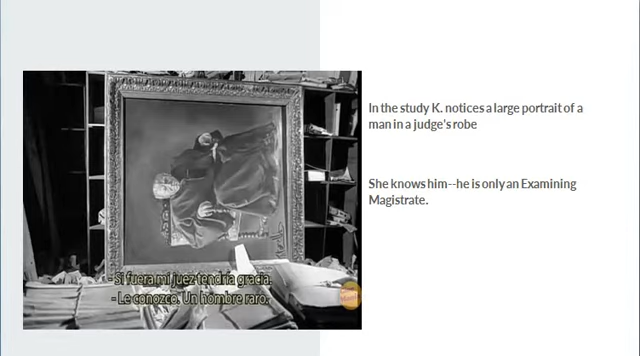 In the study K. notices a large portrait of a
man in a judge's robe
She knows him--he is only an Examining
Magistrate.
- Si fuera mi juez tendría gracia.
- Le conozco. Un hombre raro.